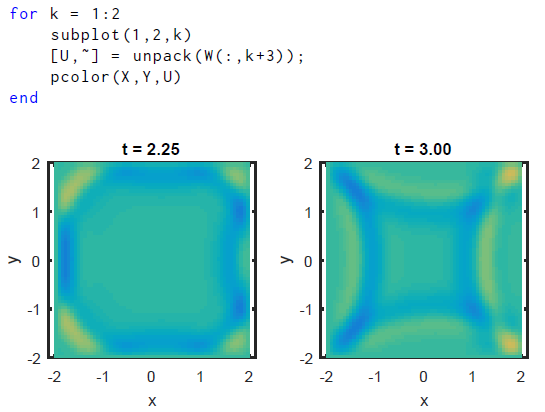 for k = 1:2
subplot(1,2,k)
[U,~] = unpack(W(:,k+3));
pcolor(X,Y,U)
end
t = 2.25
t = 3.00
2
1
0
-1
-2
y
-2
-1
0
1
2
x
2
1
0
-1
-2
y
-2
-1
0
1
2
x